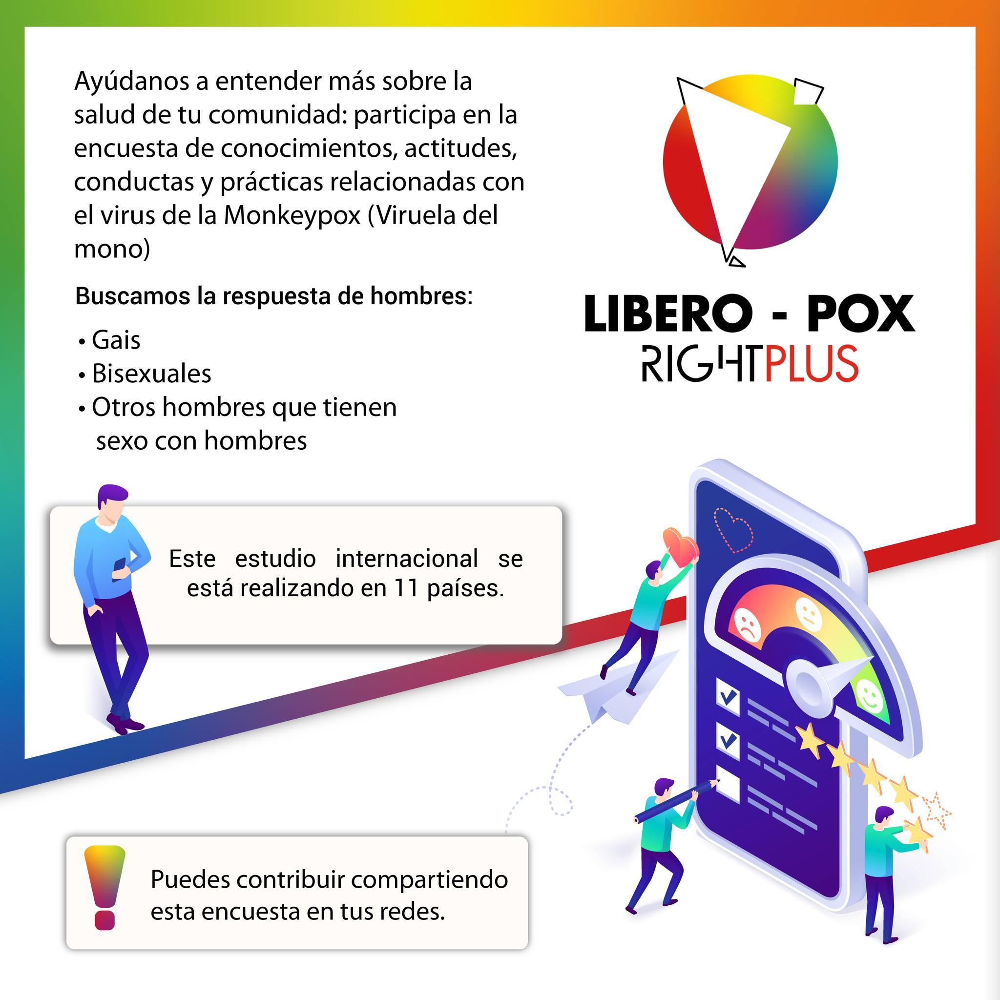 Ayúdanos a entender más sobre la
salud de tu comunidad: participa en la
encuesta de conocimientos, actitudes,
conductas y prácticas relacionadas con
el virus de la Monkeypox (Viruela del
mono)
Buscamos la respuesta de hombres:
• Gais
• Bisexuales
• Otros hombres que tienen
sexo con hombres
LIBERO - POX
RIGHTPLUS
Este estudio internacional se
está realizando en 11 países.
Puedes contribuir compartiendo
esta encuesta en tus redes.